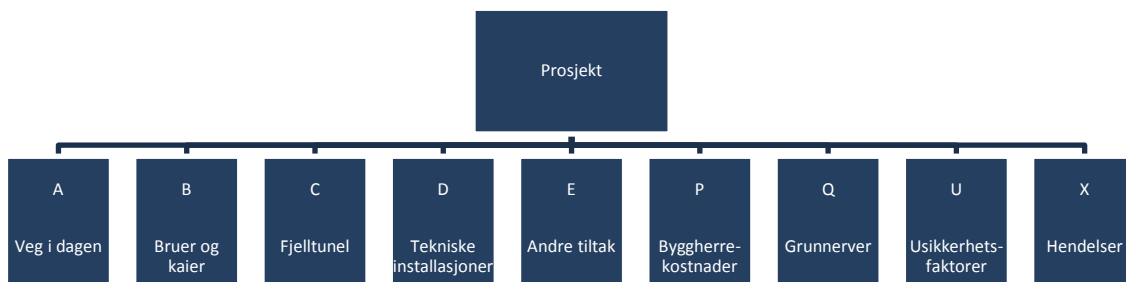 Prosjekt
A
Veg i dagen
B
Bruer og
kaier
C
Fjelltunel
D
Tekniske
installasjoner
E
Andre tiltak
P
Byggherre-
kostnader
Q
Grunnerver
U
Usikkerhets-
faktorer
X
Hendelser